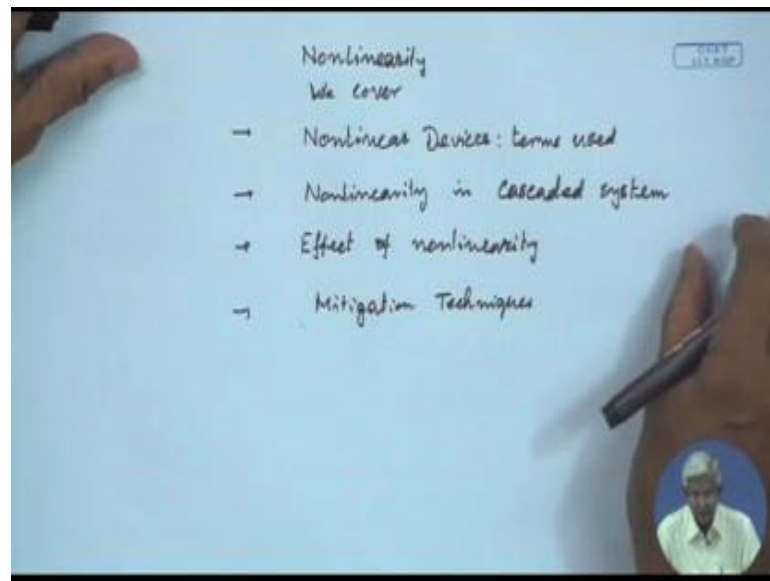 Nonlinearity
We cover
→ Nonlinear Devices: terms used
→ Nonlinearity in Cascaded system
→ Effect of nonlinearity
→ Mitigation Techniques